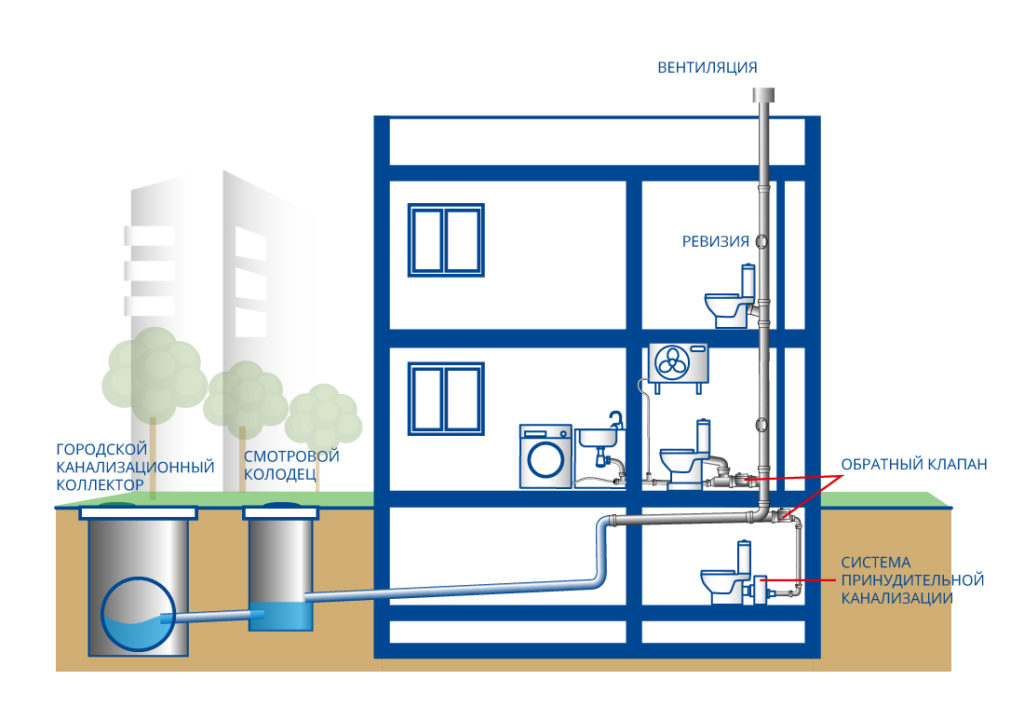 ВЕНТИЛЯЦИЯ
РЕВИЗИЯ
ГОРОДСКОЙ
КАНАЛИЗАЦИОННЫЙ
КОЛЛЕКТОР
СМОТРОВОЙ
КОЛОДЕЦ
ОБРАТНЫЙ КЛАПАН
СИСТЕМА
ПРИНУДИТЕЛЬНОЙ
КАНАЛИЗАЦИИ